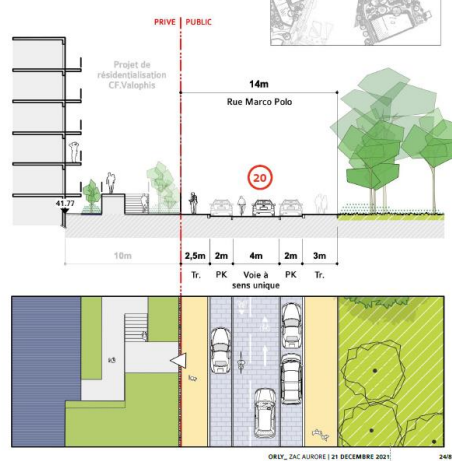 PRIVE | PUBLIC
Projet de
résidentialisation
CF.Valophis
14m
Rue Marco Polo
20
41.77
10m
2,5m 2m 4m 2m 3m
Tr. PK Voie à PK Tr.
sens unique
ORLY_ ZAC AURORE | 21 DECEMBRE 2021
24/8